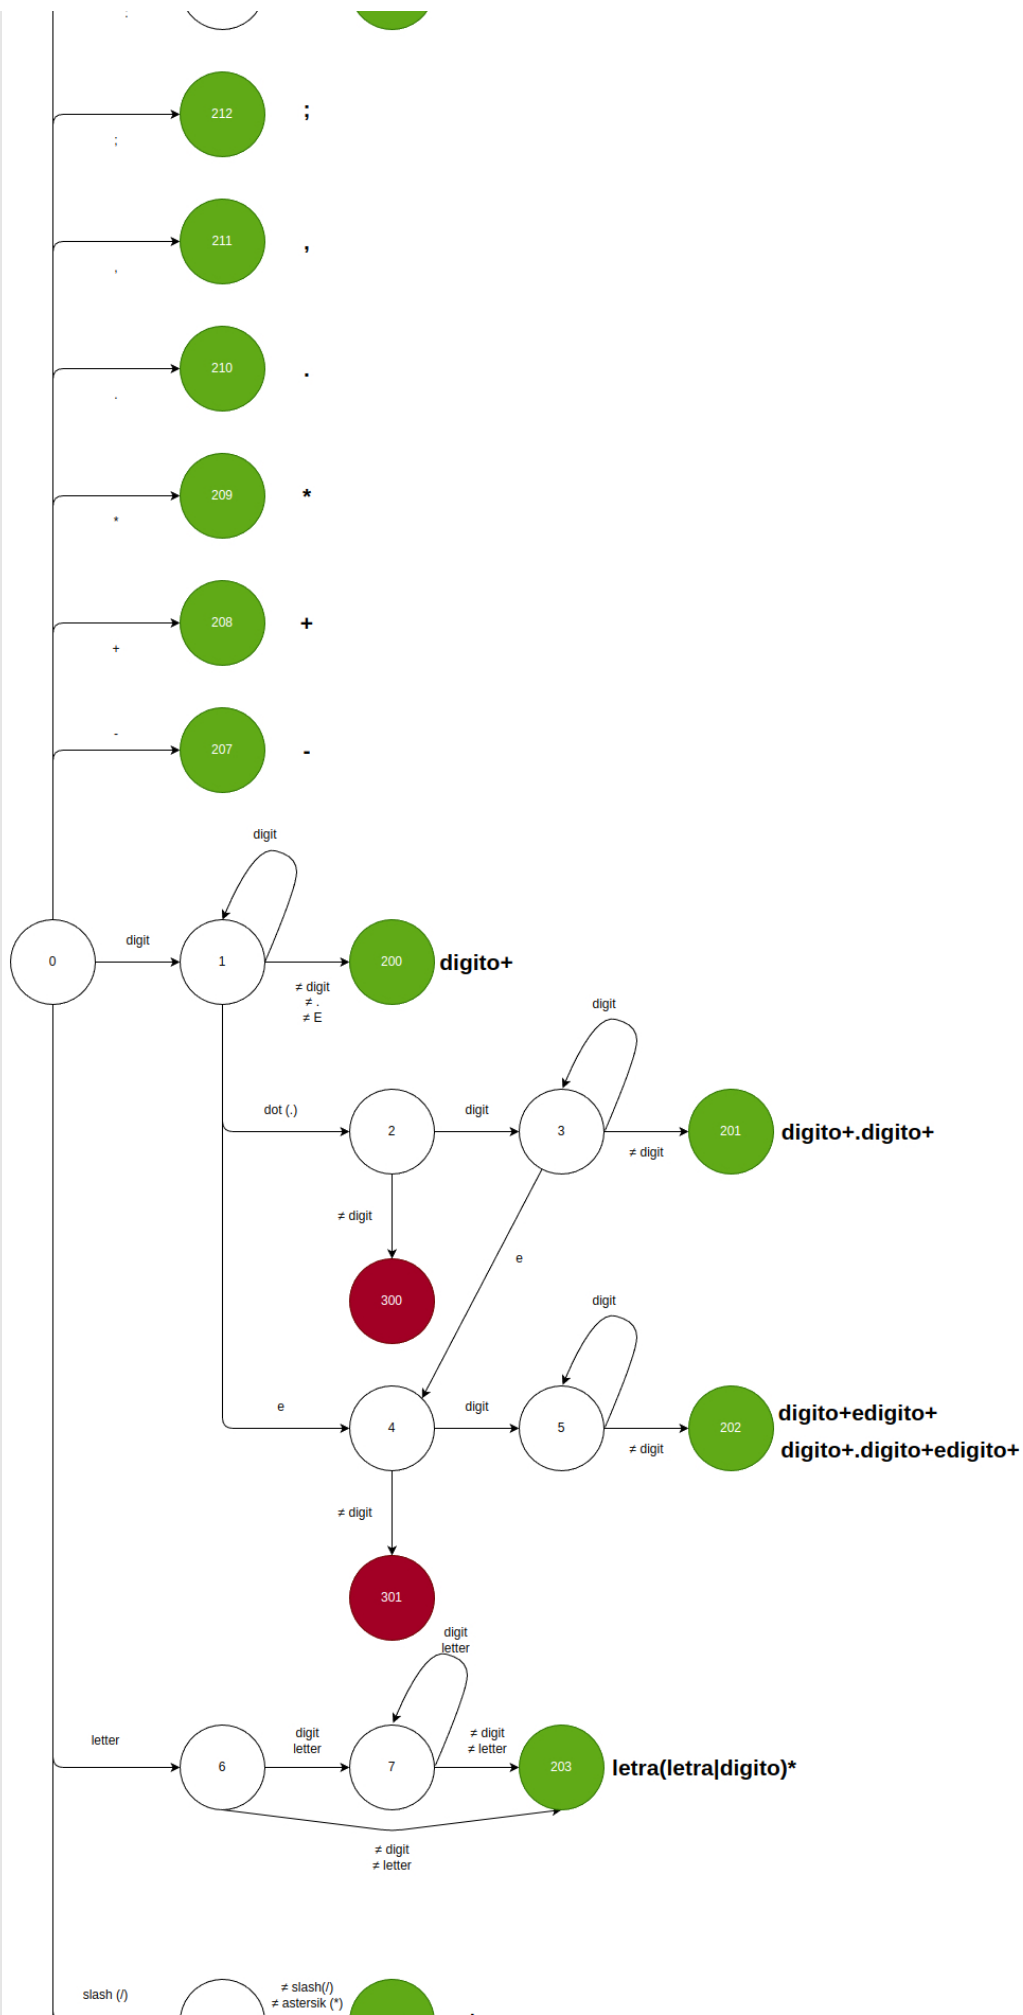 :
212
;
;
211
,
,
210
.
.
209
*
*
208
+
+
-
207
-
digit
0
digit
1
200
digito+
≠ digit
≠ .
≠ E
digit
dot (.)
2
digit
3
201
digito+.digito+
≠ digit
≠ digit
e
300
digit
e
4
digit
5
202
digito+edigito+
digito+.digito+edigito+
≠ digit
≠ digit
301
digit
letter
letter
6
digit
letter
7
≠ digit
≠ letter
203
letra(letra|digito)*
≠ digit
≠ letter
slash (/)
≠ slash(/)
≠ astersik (*)